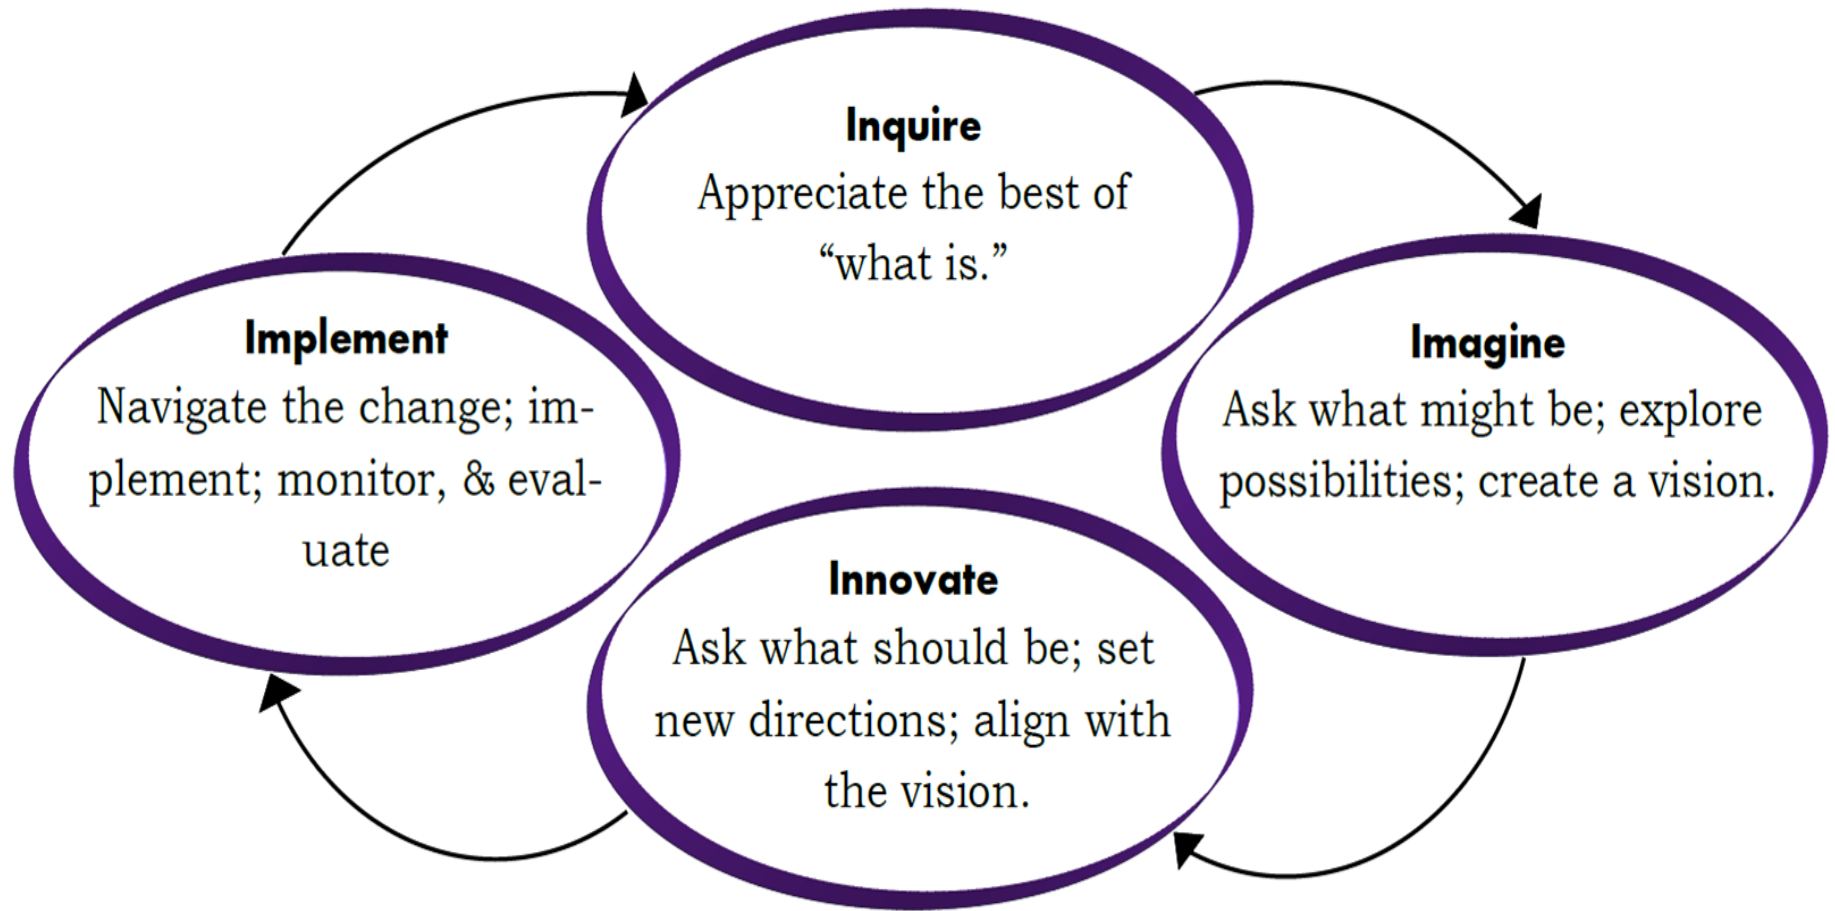 Inquire
Appreciate the best of
“what is.”
Imagine
Ask what might be; explore
possibilities; create a vision.
Innovate
Ask what should be; set
new directions; align with
the vision.
Implement
Navigate the change; im-
plement; monitor, & eval-
uate